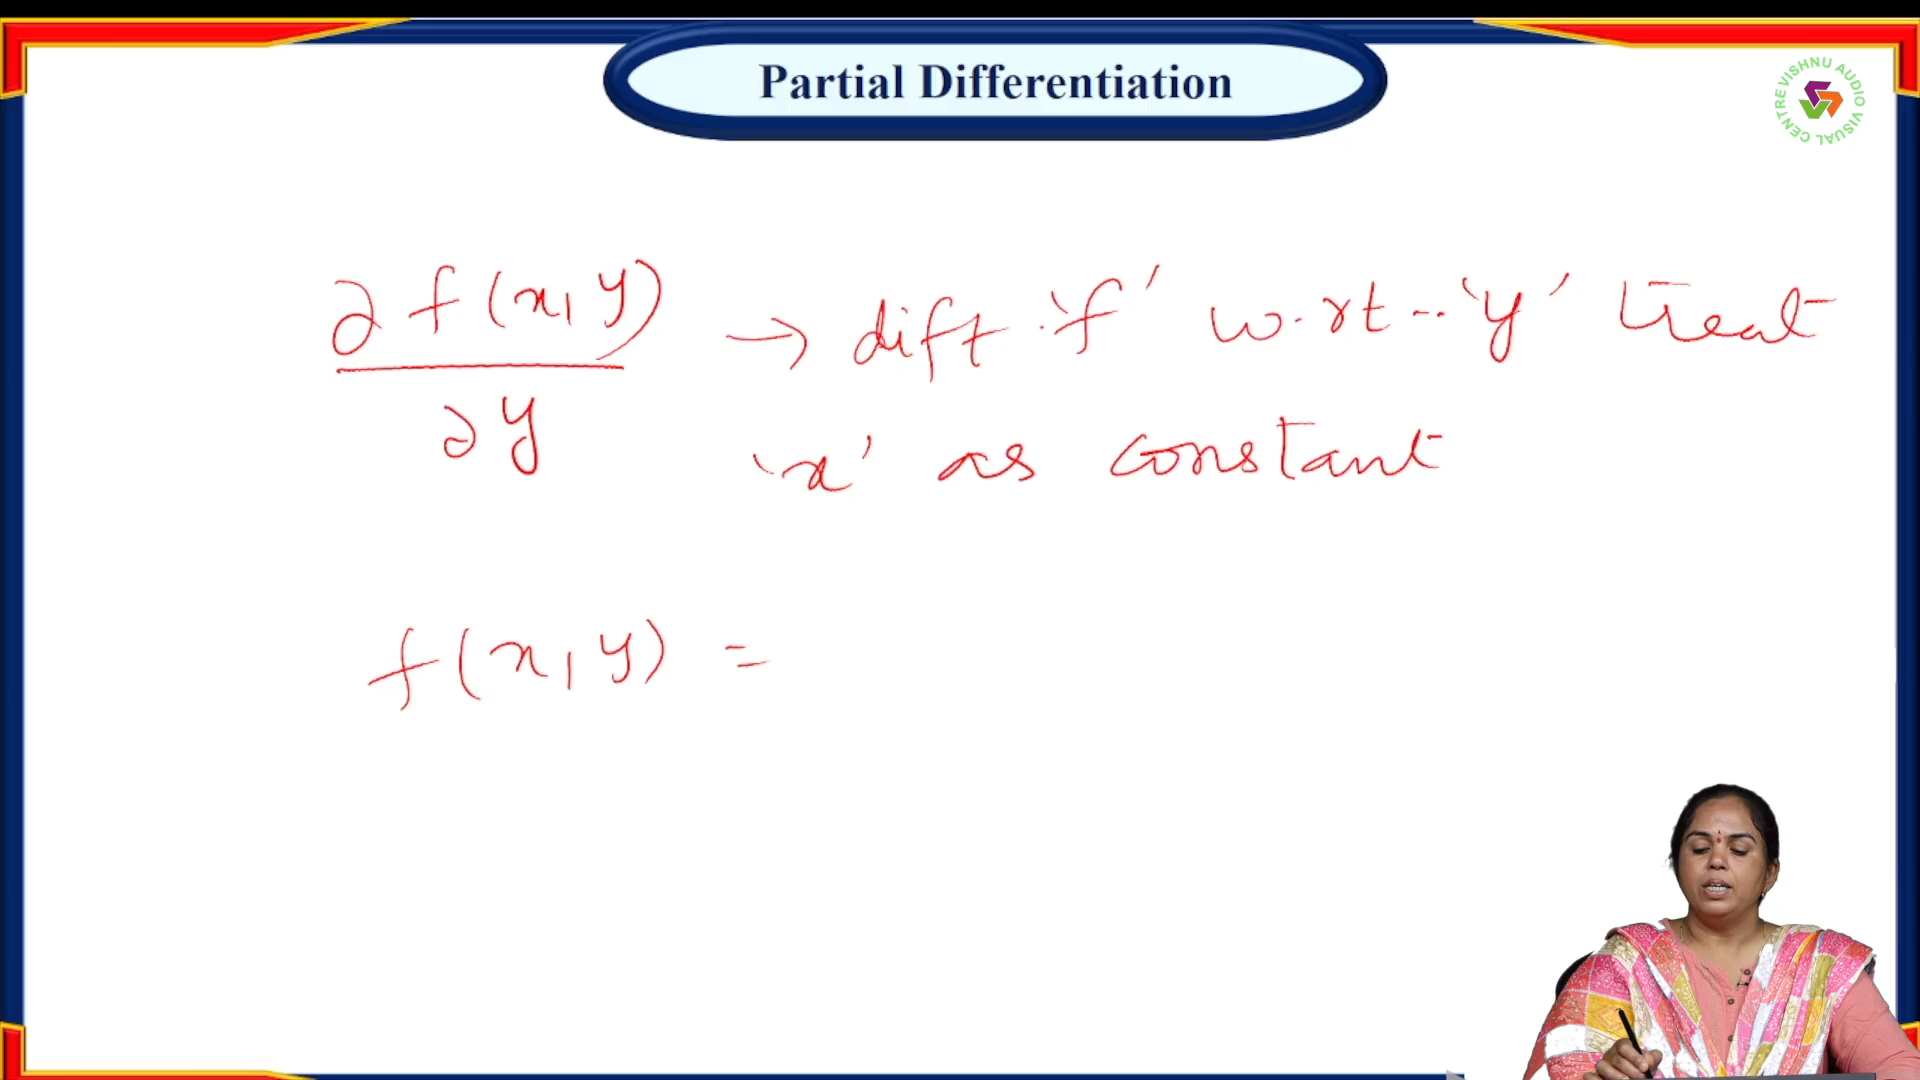 Partial Differentiation
VISHNU AUDIO VISUAL CENTRE
∂ f(x, y) → diff 'f' w.r.t. 'y' treat
∂y 'x' as constant
f(x, y) =